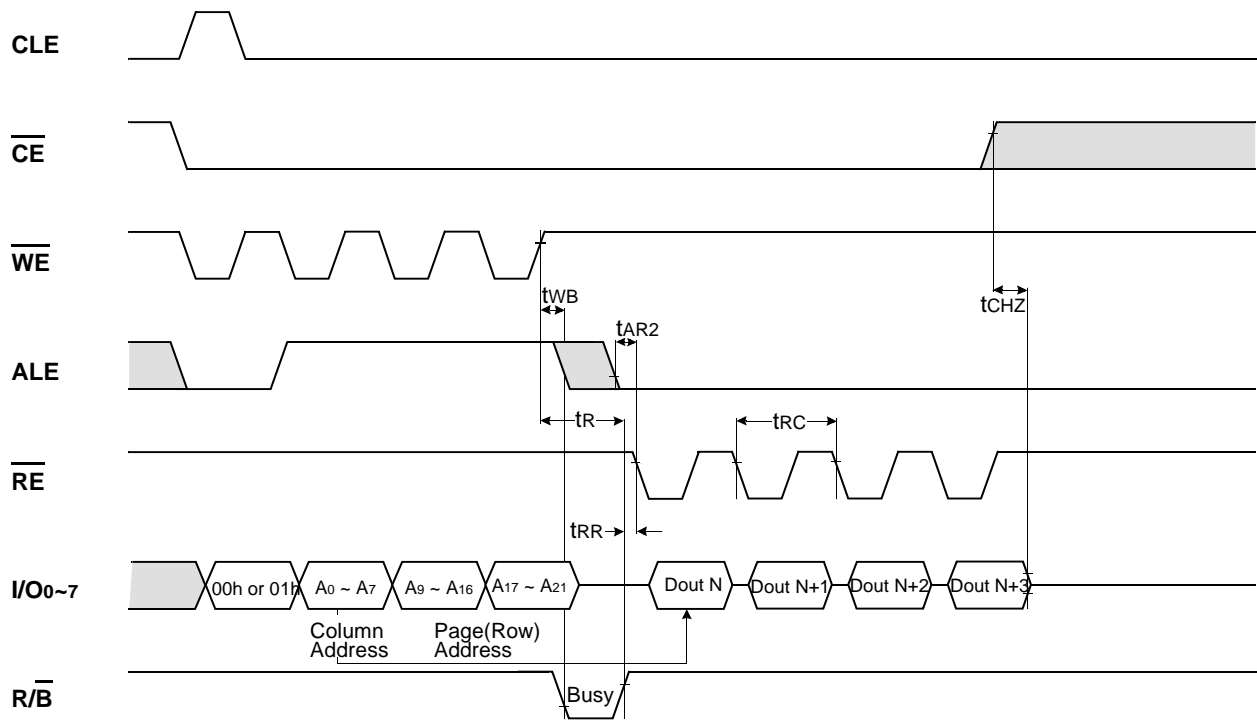 CLE
CE
WE
tWB
tCHZ
tAR2
ALE
tR
tRC
RE
tRR
I/O0~7
00h or 01h
A0 ~ A7
A9 ~ A16
A17 ~ A21
Dout N
Dout N+1
Dout N+2
Dout N+3
Column
Address
Page(Row)
Address
R/B
Busy